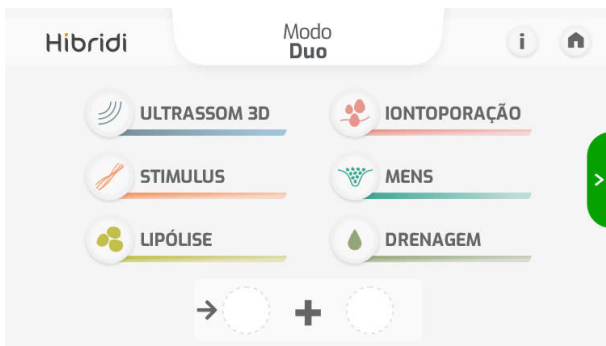 Hibridi
Modo
Duo
i
ULTRASSOM 3D
IONTOPORAÇÃO
STIMULUS
MENS
LIPÓLISE
DRENAGEM
+